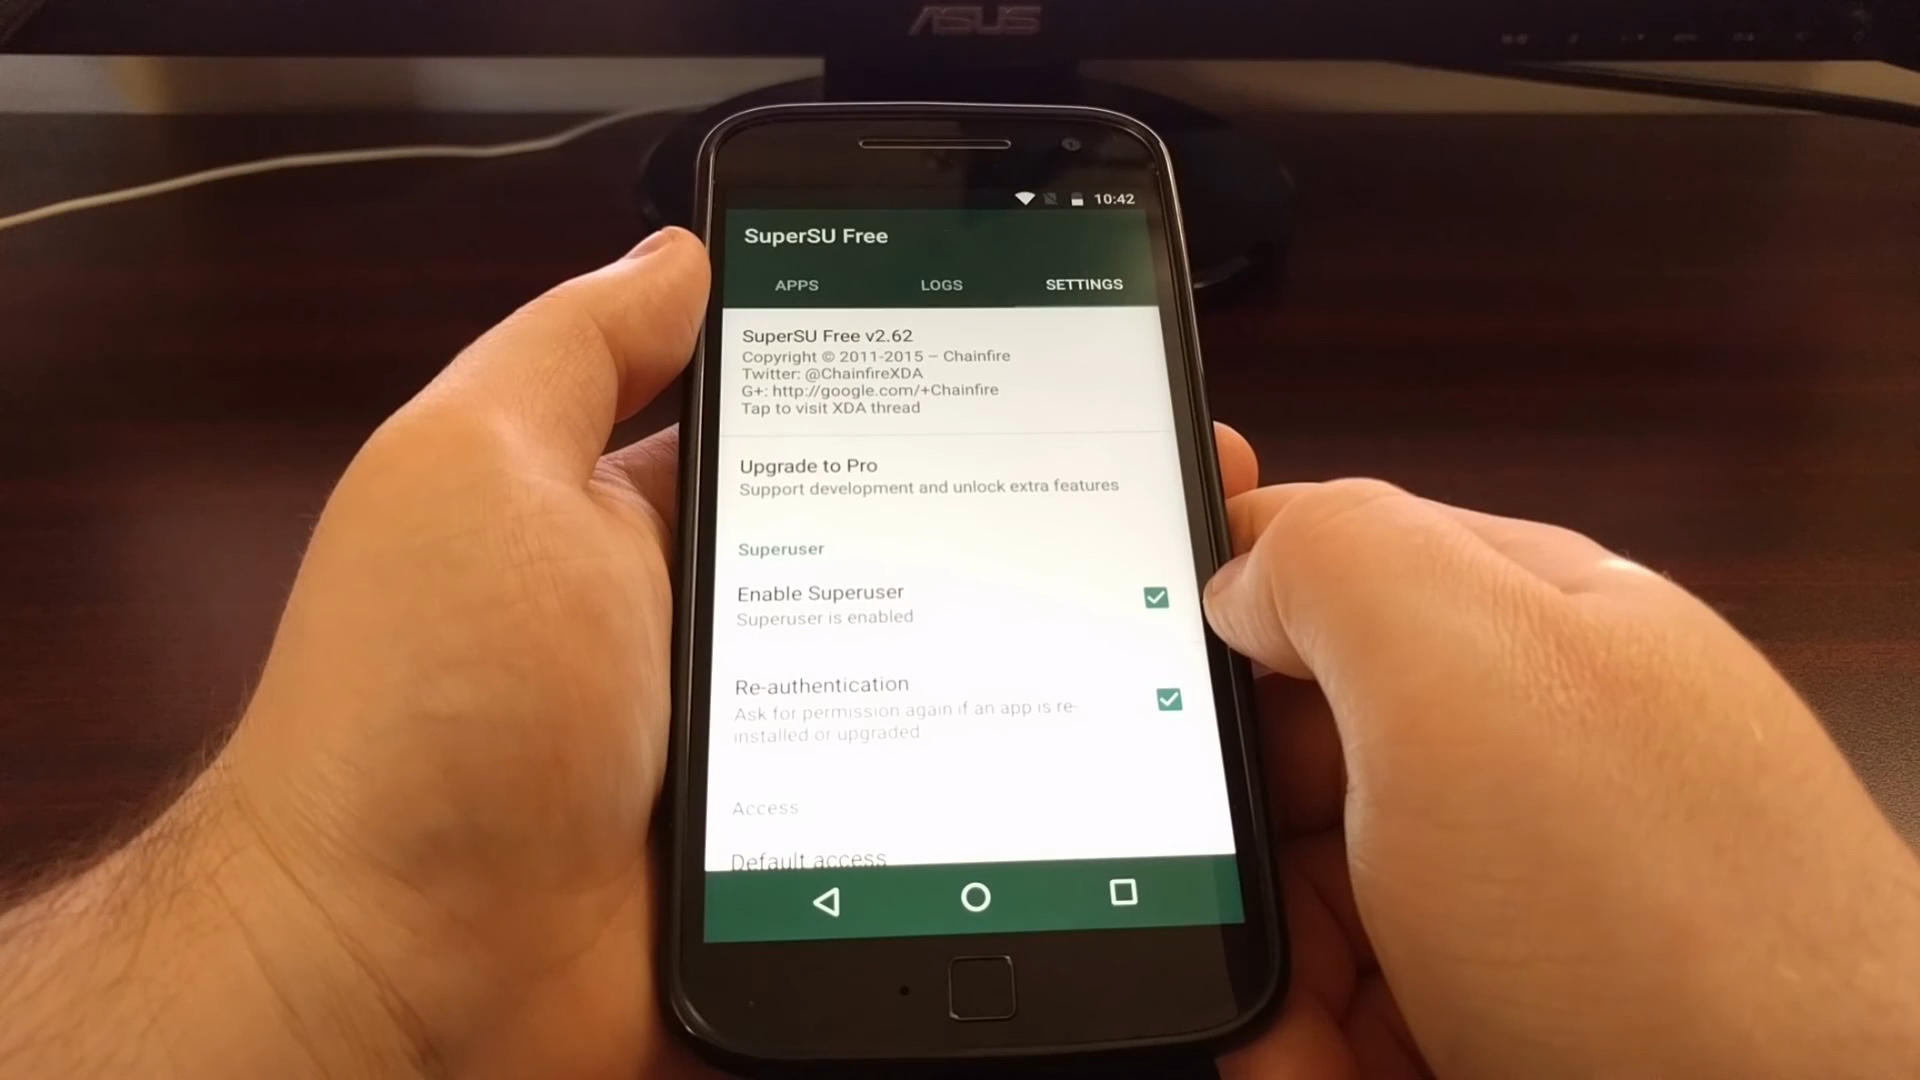 ASUS
10:42
SuperSU Free
APPS LOGS SETTINGS
SuperSU Free v2.62
Copyright © 2011-2015 – Chainfire
Twitter: @ChainfireXDA
G+: http://google.com/+Chainfire
Tap to visit XDA thread
Upgrade to Pro
Support development and unlock extra features
Superuser
Enable Superuser
Superuser is enabled
Re-authentication
Ask for permission again if an app is re-
installed or upgraded
Access
Default access